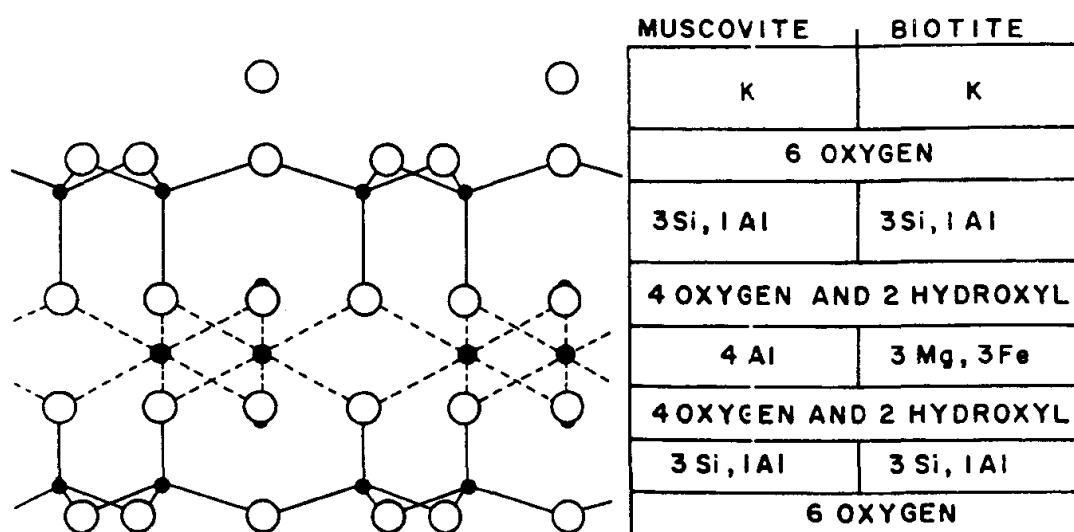 MUSCOVITE BIOTITE
K K
6 OXYGEN
3Si, 1Al 3Si, 1Al
4 OXYGEN AND 2 HYDROXYL
4 Al 3 Mg, 3Fe
4 OXYGEN AND 2 HYDROXYL
3 Si, 1Al 3 Si, 1Al
6 OXYGEN